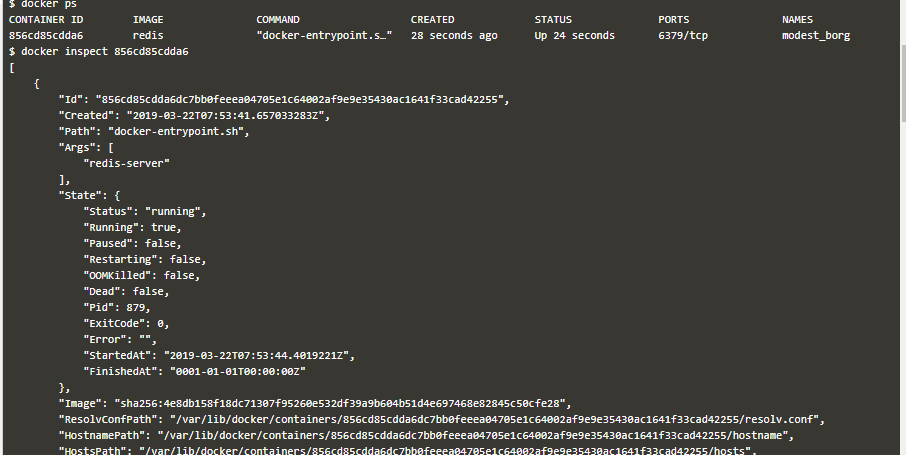 $ docker ps
CONTAINER ID        IMAGE               COMMAND                  CREATED             STATUS              PORTS               NAMES
856cd85cdda6        redis               "docker-entrypoint.s…"   28 seconds ago      Up 24 seconds       6379/tcp            modest_borg
$ docker inspect 856cd85cdda6
[
    {
        "Id": "856cd85cdda6dc7bb0feeea04705e1c64002af9e9e35430ac1641f33cad42255",
        "Created": "2019-03-22T07:53:41.657033283Z",
        "Path": "docker-entrypoint.sh",
        "Args": [
            "redis-server"
        ],
        "State": {
            "Status": "running",
            "Running": true,
            "Paused": false,
            "Restarting": false,
            "OOMKilled": false,
            "Dead": false,
            "Pid": 879,
            "ExitCode": 0,
            "Error": "",
            "StartedAt": "2019-03-22T07:53:44.4019221Z",
            "FinishedAt": "0001-01-01T00:00:00Z"
        },
        "Image": "sha256:4e8db158f18dc71307f95260e532df39a9b604b51d4e697468e82845c50cfe28",
        "ResolvConfPath": "/var/lib/docker/containers/856cd85cdda6dc7bb0feeea04705e1c64002af9e9e35430ac1641f33cad42255/resolv.conf",
        "HostnamePath": "/var/lib/docker/containers/856cd85cdda6dc7bb0feeea04705e1c64002af9e9e35430ac1641f33cad42255/hostname",
        "HostsPath": "/var/lib/docker/containers/856cd85cdda6dc7bb0feeea04705e1c64002af9e9e35430ac1641f33cad42255/hosts",